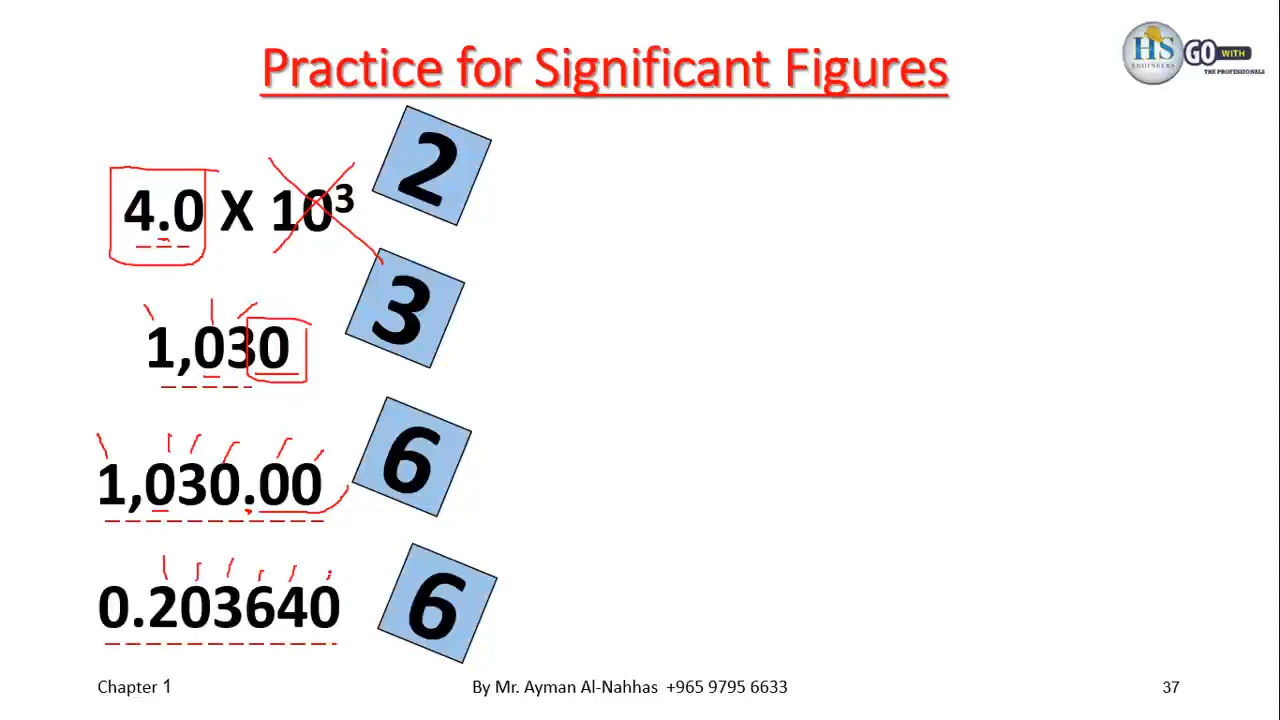 Practice for Significant Figures
HS
ENGINEERS
GO WITH
THE PROFESSIONALS
4.0 X 10³
2
1,030
3
1,030.00
6
0.203640
6
Chapter 1
By Mr. Ayman Al-Nahhas +965 9795 6633
37